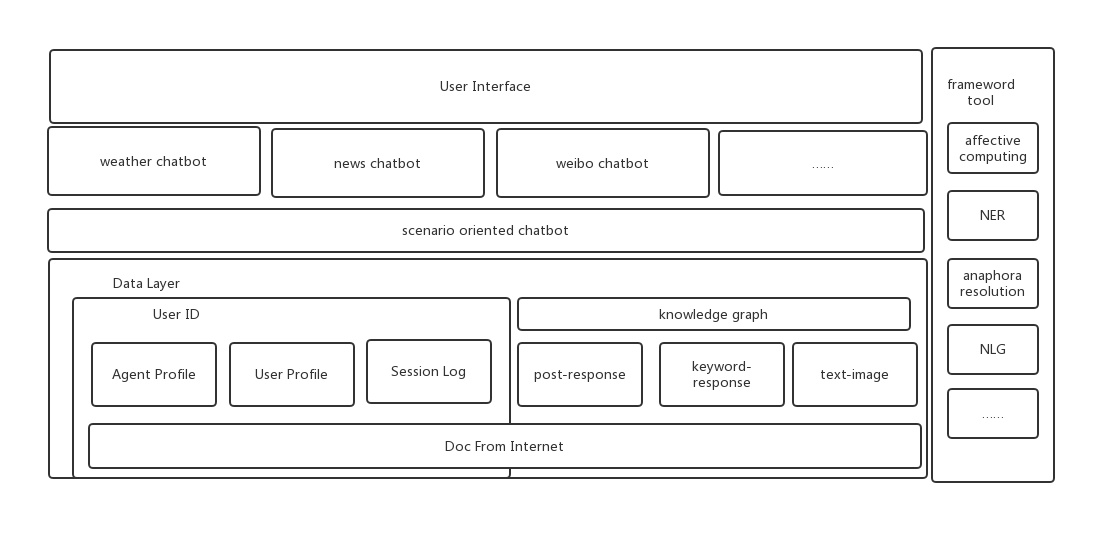 User Interface
weather chatbot
news chatbot
weibo chatbot
......
scenario oriented chatbot
Data Layer
User ID
Agent Profile
User Profile
Session Log
knowledge graph
post-response
keyword-
response
text-image
Doc From Internet
frameword
tool
affective
computing
NER
anaphora
resolution
NLG
......